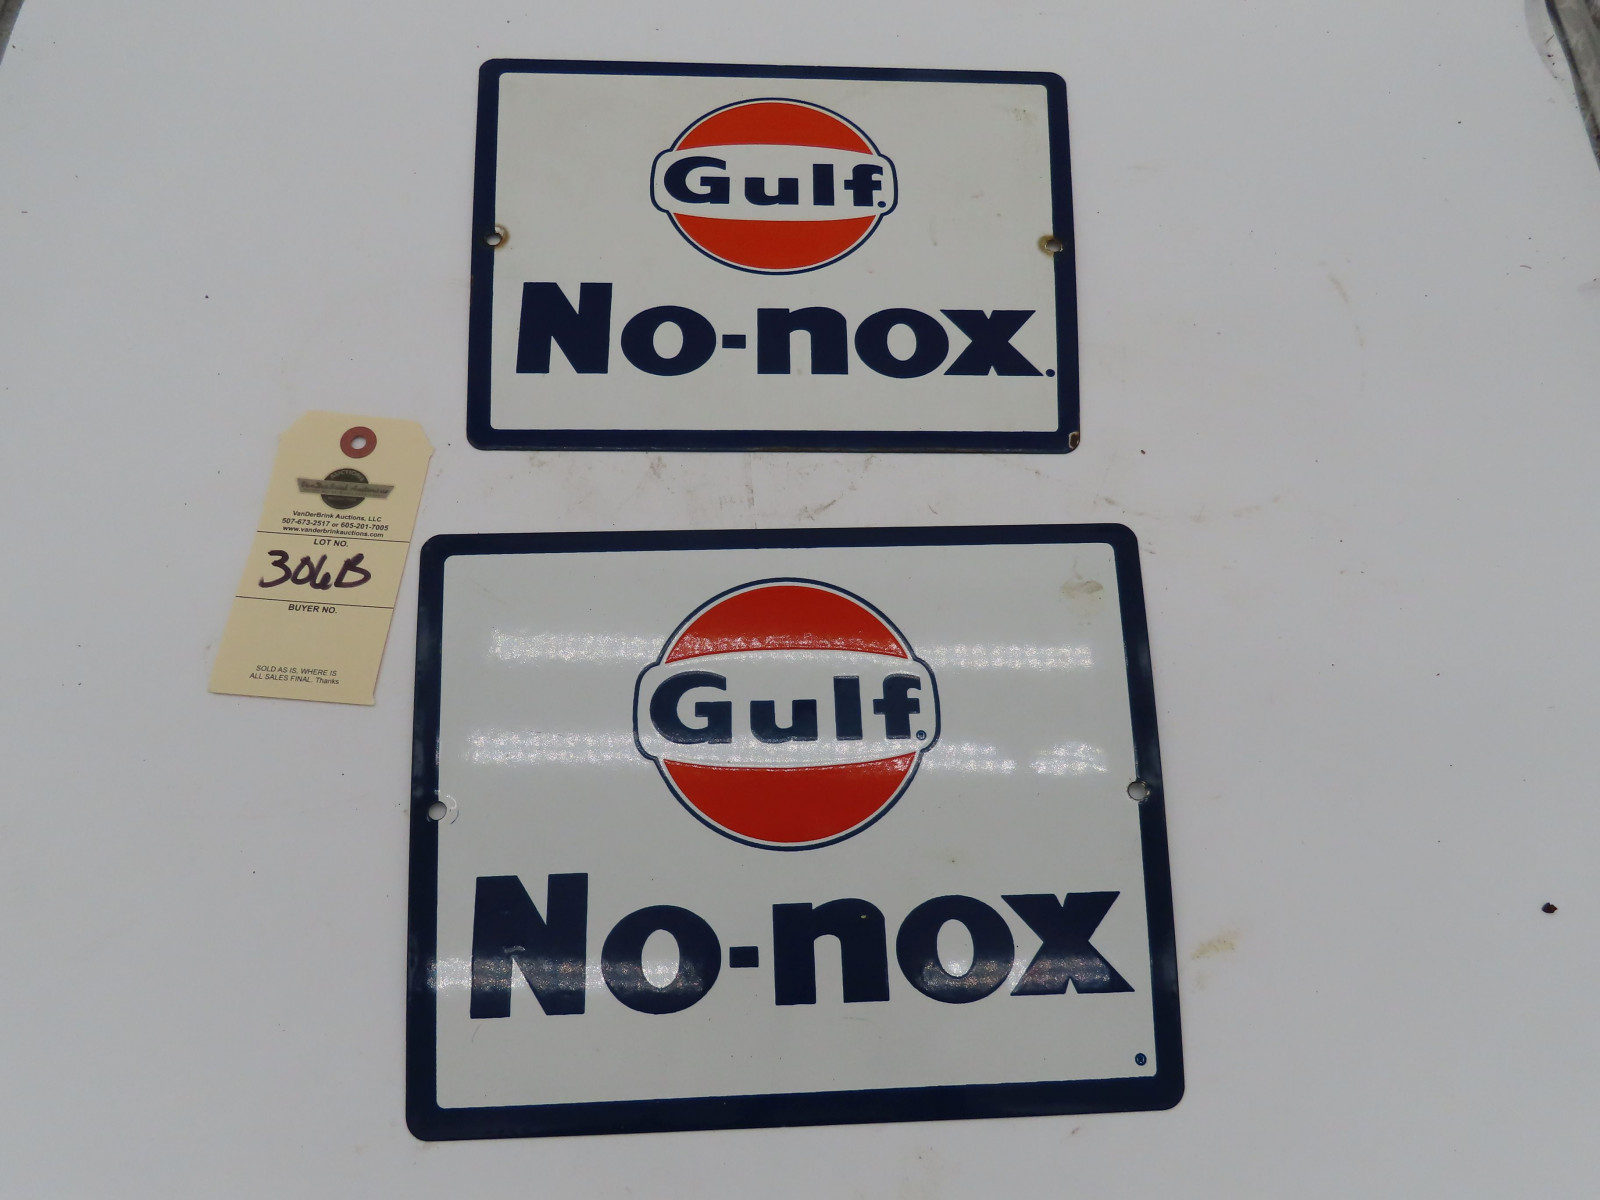 Gulf.
No-nox.
VanDerBrink Auctions, LLC
507-673-2517 or 605-201-7005
www.vanderbrinkauctions.com
LOT NO.
306B
BUYER NO.
SOLD AS IS, WHERE IS
ALL SALES FINAL. Thanks
Gulf
No-nox